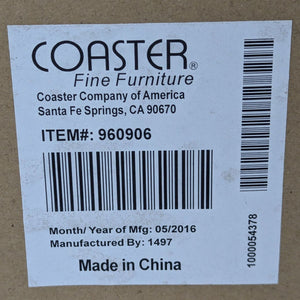 COASTER®
Fine Furniture
Coaster Company of America
Santa Fe Springs, CA 90670
ITEM#: 960906
Month/ Year of Mfg: 05/2016
Manufactured By: 1497
Made in China
1000054378